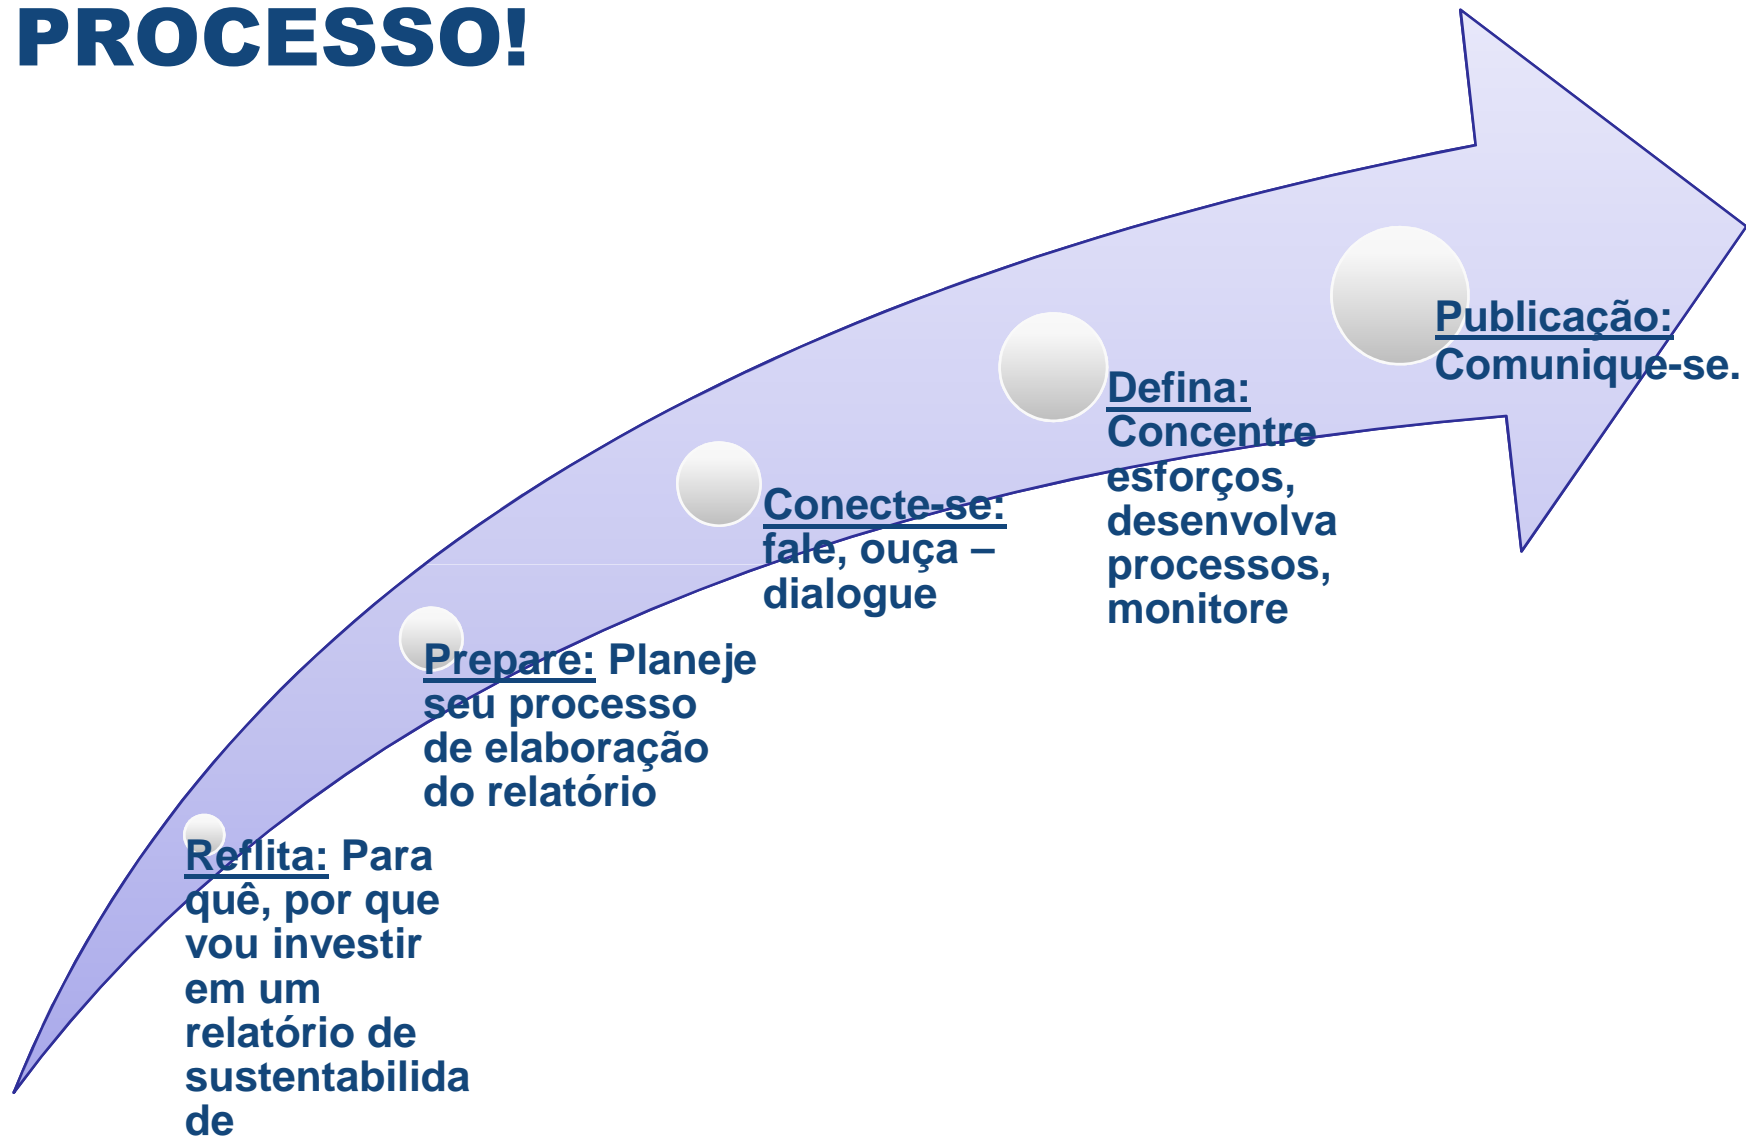 PROCESSO!
Reflita: Para
quê, por que
vou investir
em um
relatório de
sustentabilida
de
Prepare: Planeje
seu processo
de elaboração
do relatório
Conecte-se:
fale, ouça –
dialogue
Defina:
Concentre
esforços,
desenvolva
processos,
monitore
Publicação:
Comunique-se.